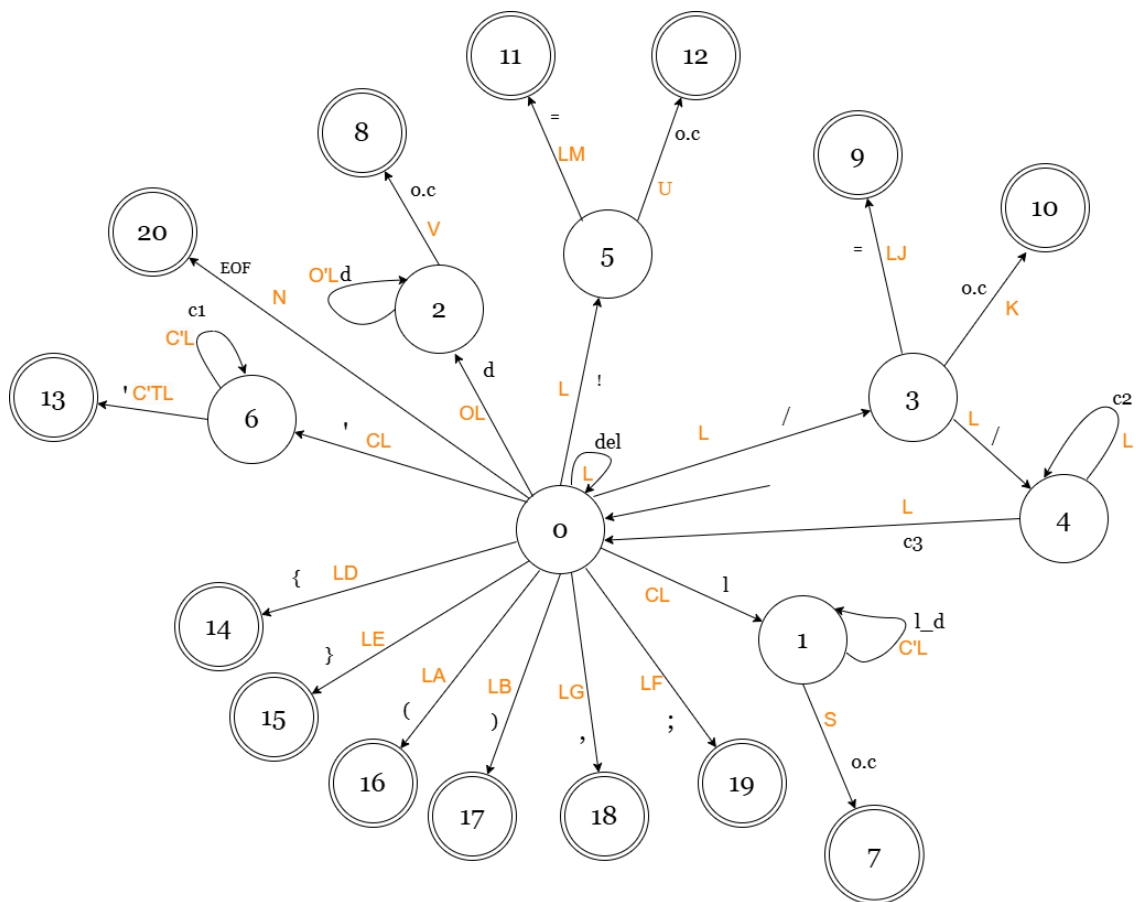 11
12
=
LM
o.c
U
8
o.c
V
9
=
LJ
10
o.c
K
20
EOF
N
O'L
d
2
5
c1
C'L
d
OL
L
!
3
c2
L
13
' C'TL
6
'
CL
L
/
L
/
del
L
0
L
c3
4
{
LD
CL
l
14
}
LE
LA
(
LB
)
LG
,
LF
;
1
l_d
C'L
15
S
o.c
16
17
18
19
7